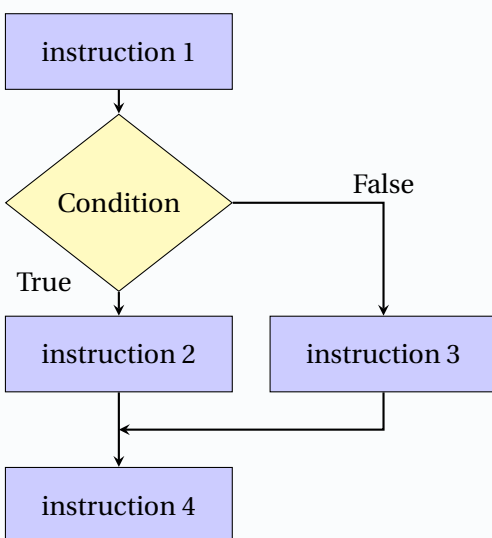 instruction 1
Condition
False
True
instruction 2
instruction 3
instruction 4